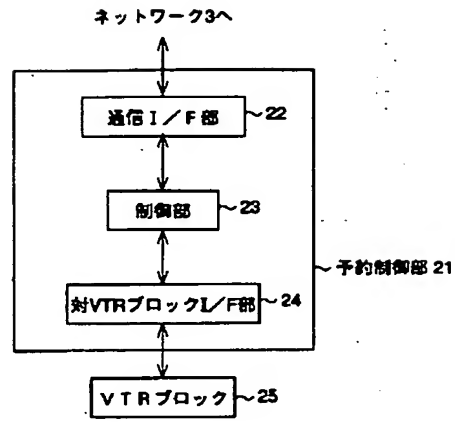 ネットワーク3へ
通信I/F部 22
制御部 23
予約制御部 21
対VTRブロックI/F部 24
VTRブロック 25